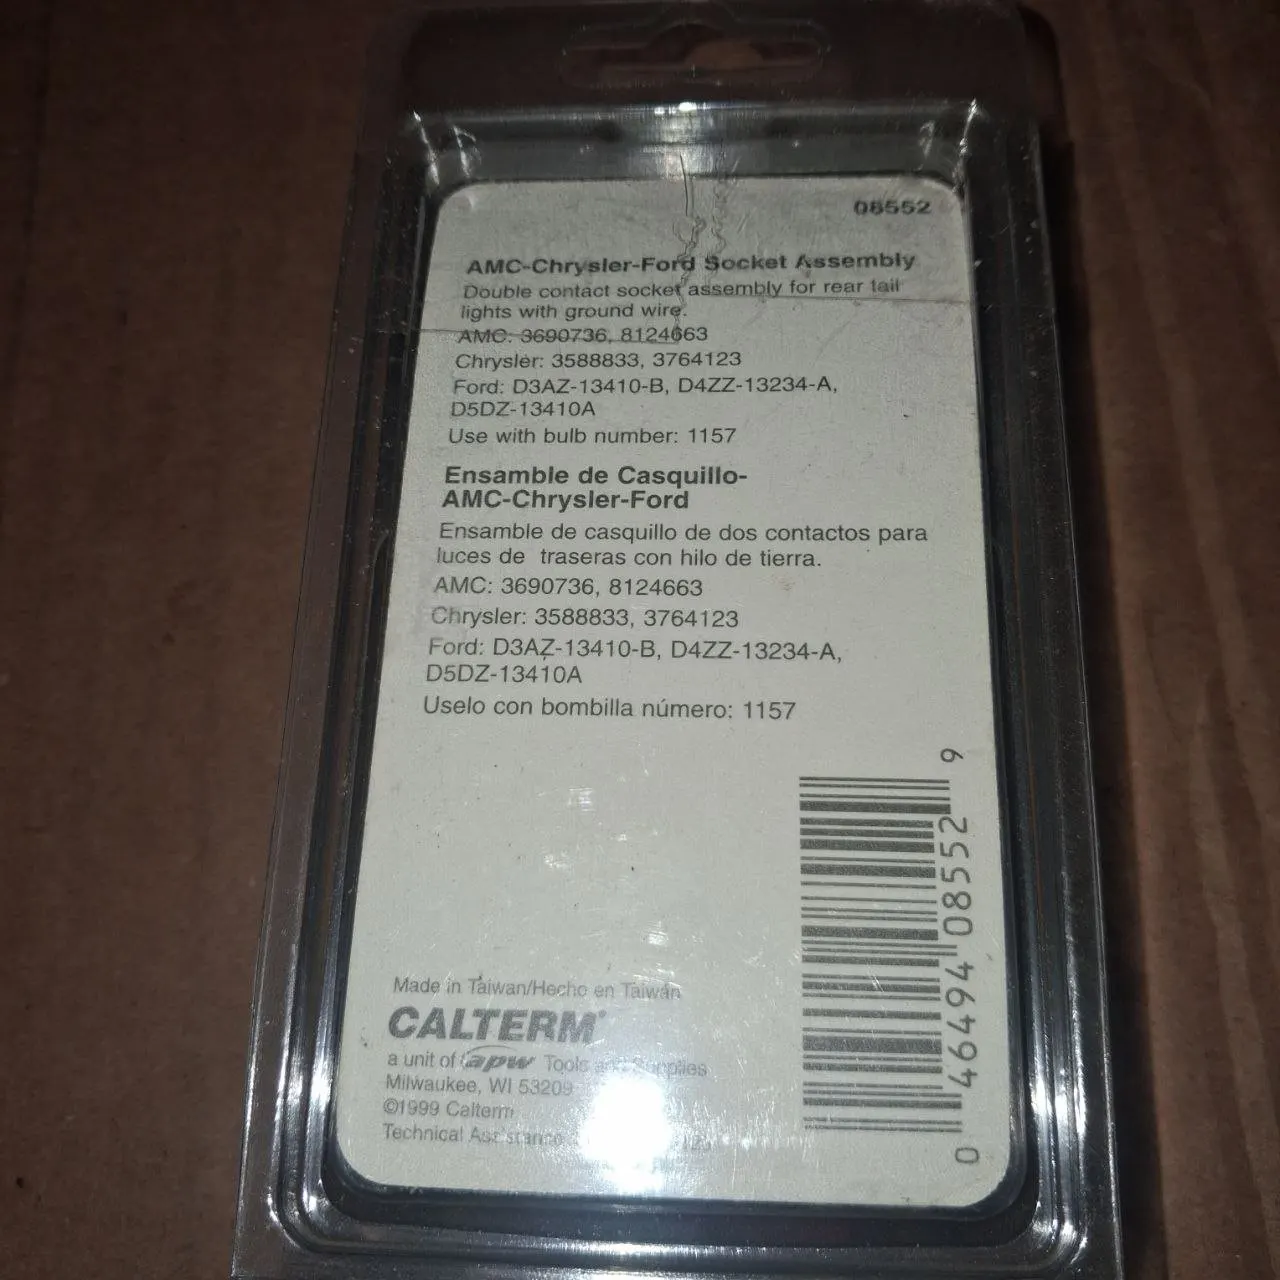 08552
AMC-Chrysler-Ford Socket Assembly
Double contact socket assembly for rear tail
lights with ground wire.
AMC: 3690736, 8124663
Chrysler: 3588833, 3764123
Ford: D3AZ-13410-B, D4ZZ-13234-A,
D5DZ-13410A
Use with bulb number: 1157
Ensamble de Casquillo-
AMC-Chrysler-Ford
Ensamble de casquillo de dos contactos para
luces de traseras con hilo de tierra.
AMC: 3690736, 8124663
Chrysler: 3588833, 3764123
Ford: D3AZ-13410-B, D4ZZ-13234-A,
D5DZ-13410A
Uselo con bombilla número: 1157
Made in Taiwan/Hecho en Taiwán
CALTERM
a unit of apw Tools and Supplies
Milwaukee, WI 53209
©1999 Calterm
Technical Assistance
0 46494 08552 9